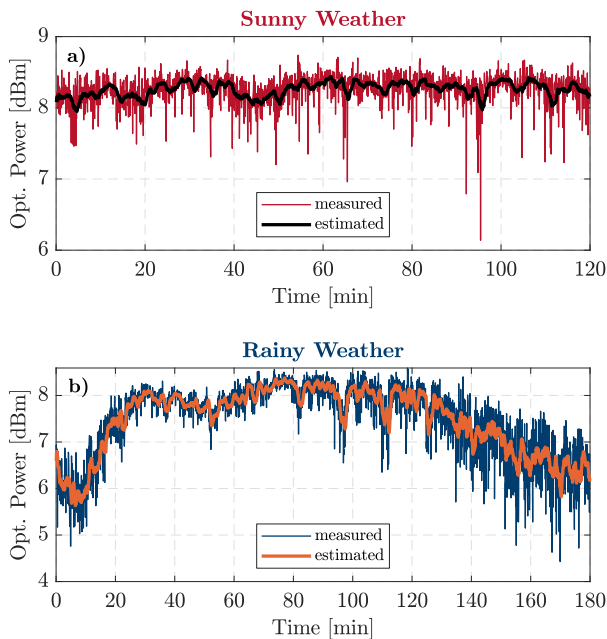 Sunny Weather
a)
Opt. Power [dBm]
9
8
7
6
measured
estimated
0 20 40 60 80 100 120
Time [min]
Rainy Weather
b)
Opt. Power [dBm]
8
7
6
5
4
measured
estimated
0 20 40 60 80 100 120 140 160 180
Time [min]